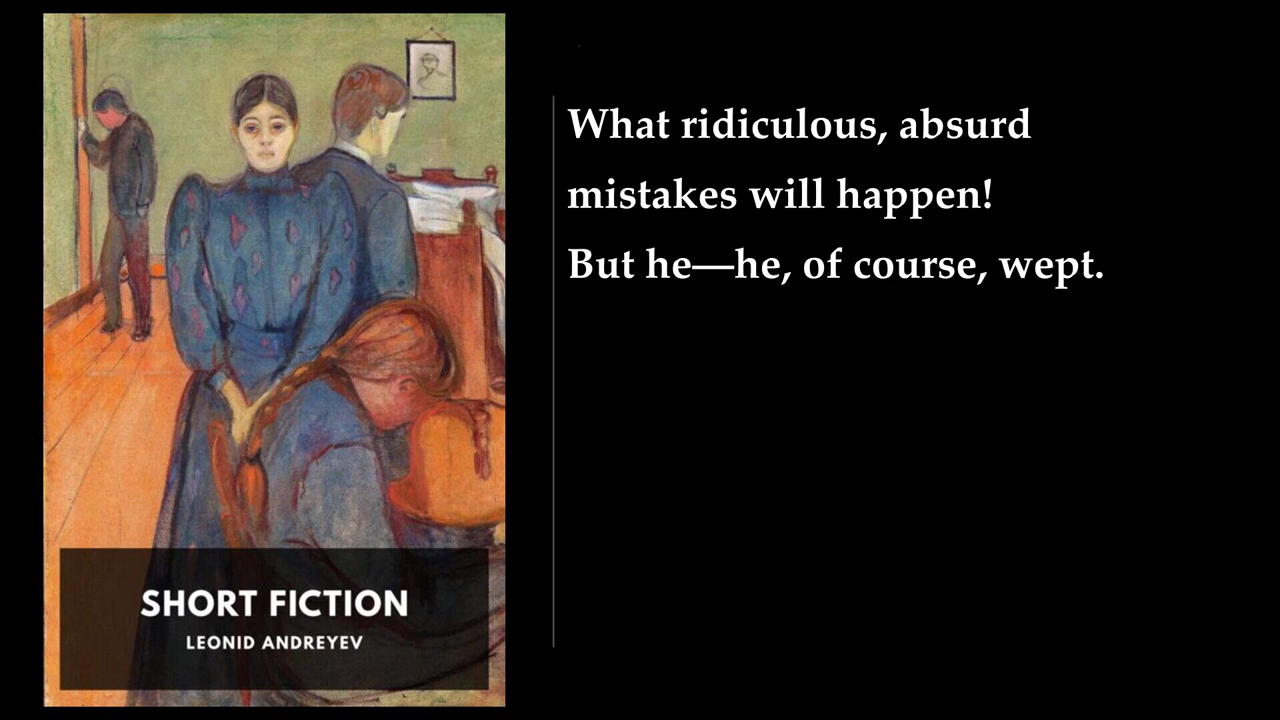 What ridiculous, absurd
mistakes will happen!
But he—he, of course, wept.
SHORT FICTION
LEONID ANDREYEV